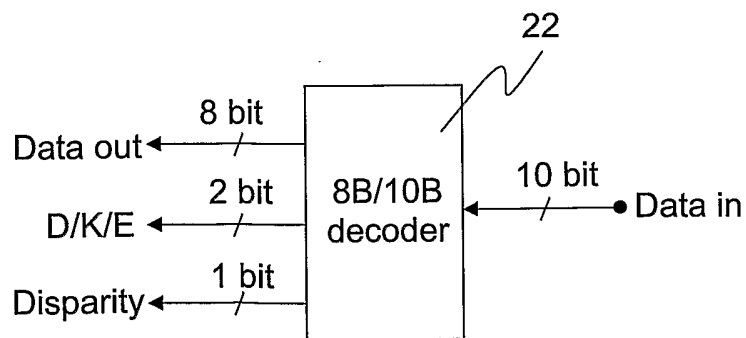 22
8 bit
Data out
2 bit
D/K/E
1 bit
Disparity
8B/10B
decoder
10 bit
Data in